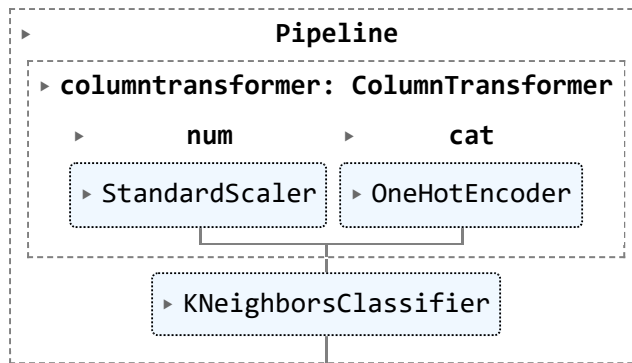 Pipeline
columntransformer: ColumnTransformer
num cat
StandardScaler OneHotEncoder
KNeighborsClassifier